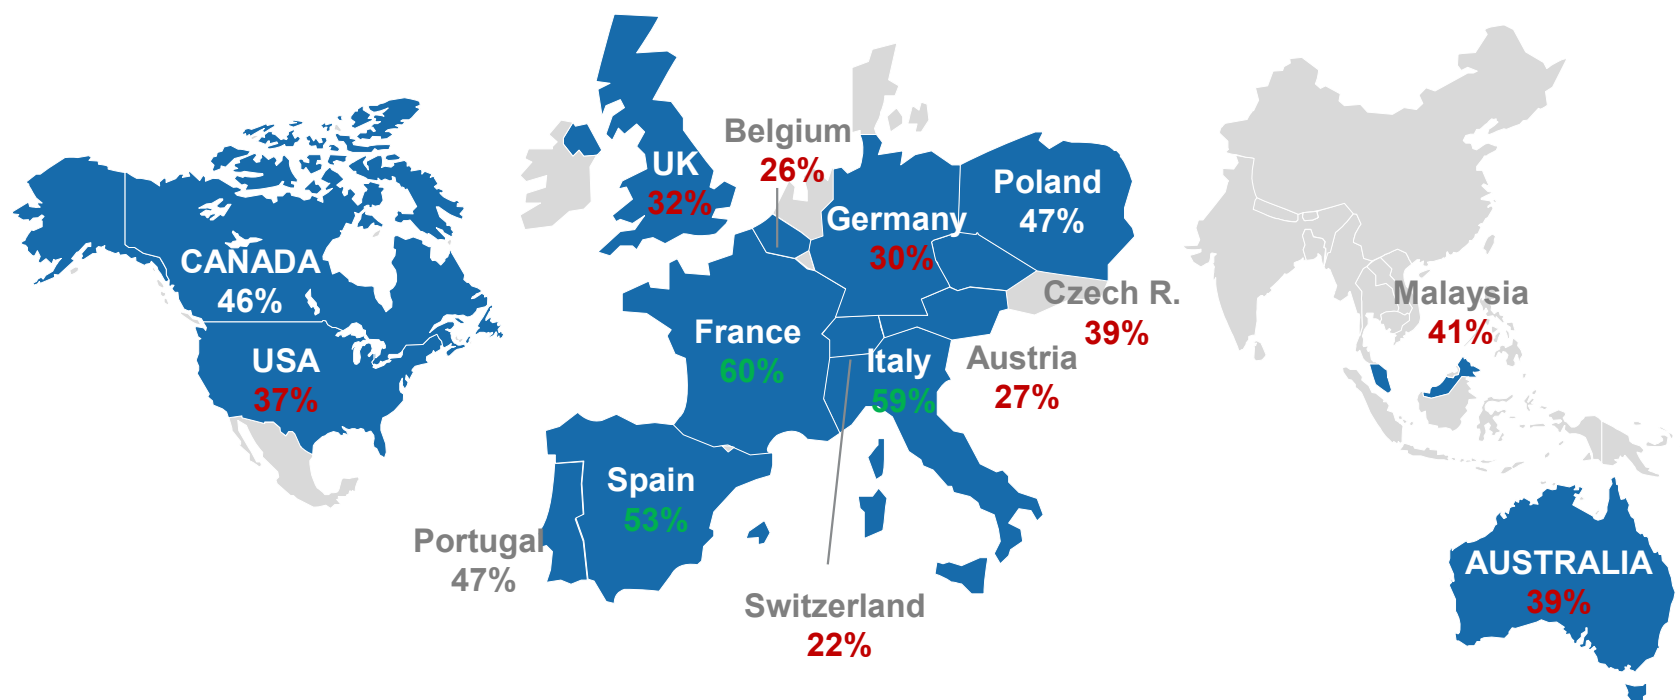 CANADA
46%
USA
37%
UK
32%
Belgium
26%
Germany
30%
Poland
47%
Czech R.
39%
France
60%
Italy
59%
Austria
27%
Spain
53%
Portugal
47%
Switzerland
22%
Malaysia
41%
AUSTRALIA
39%